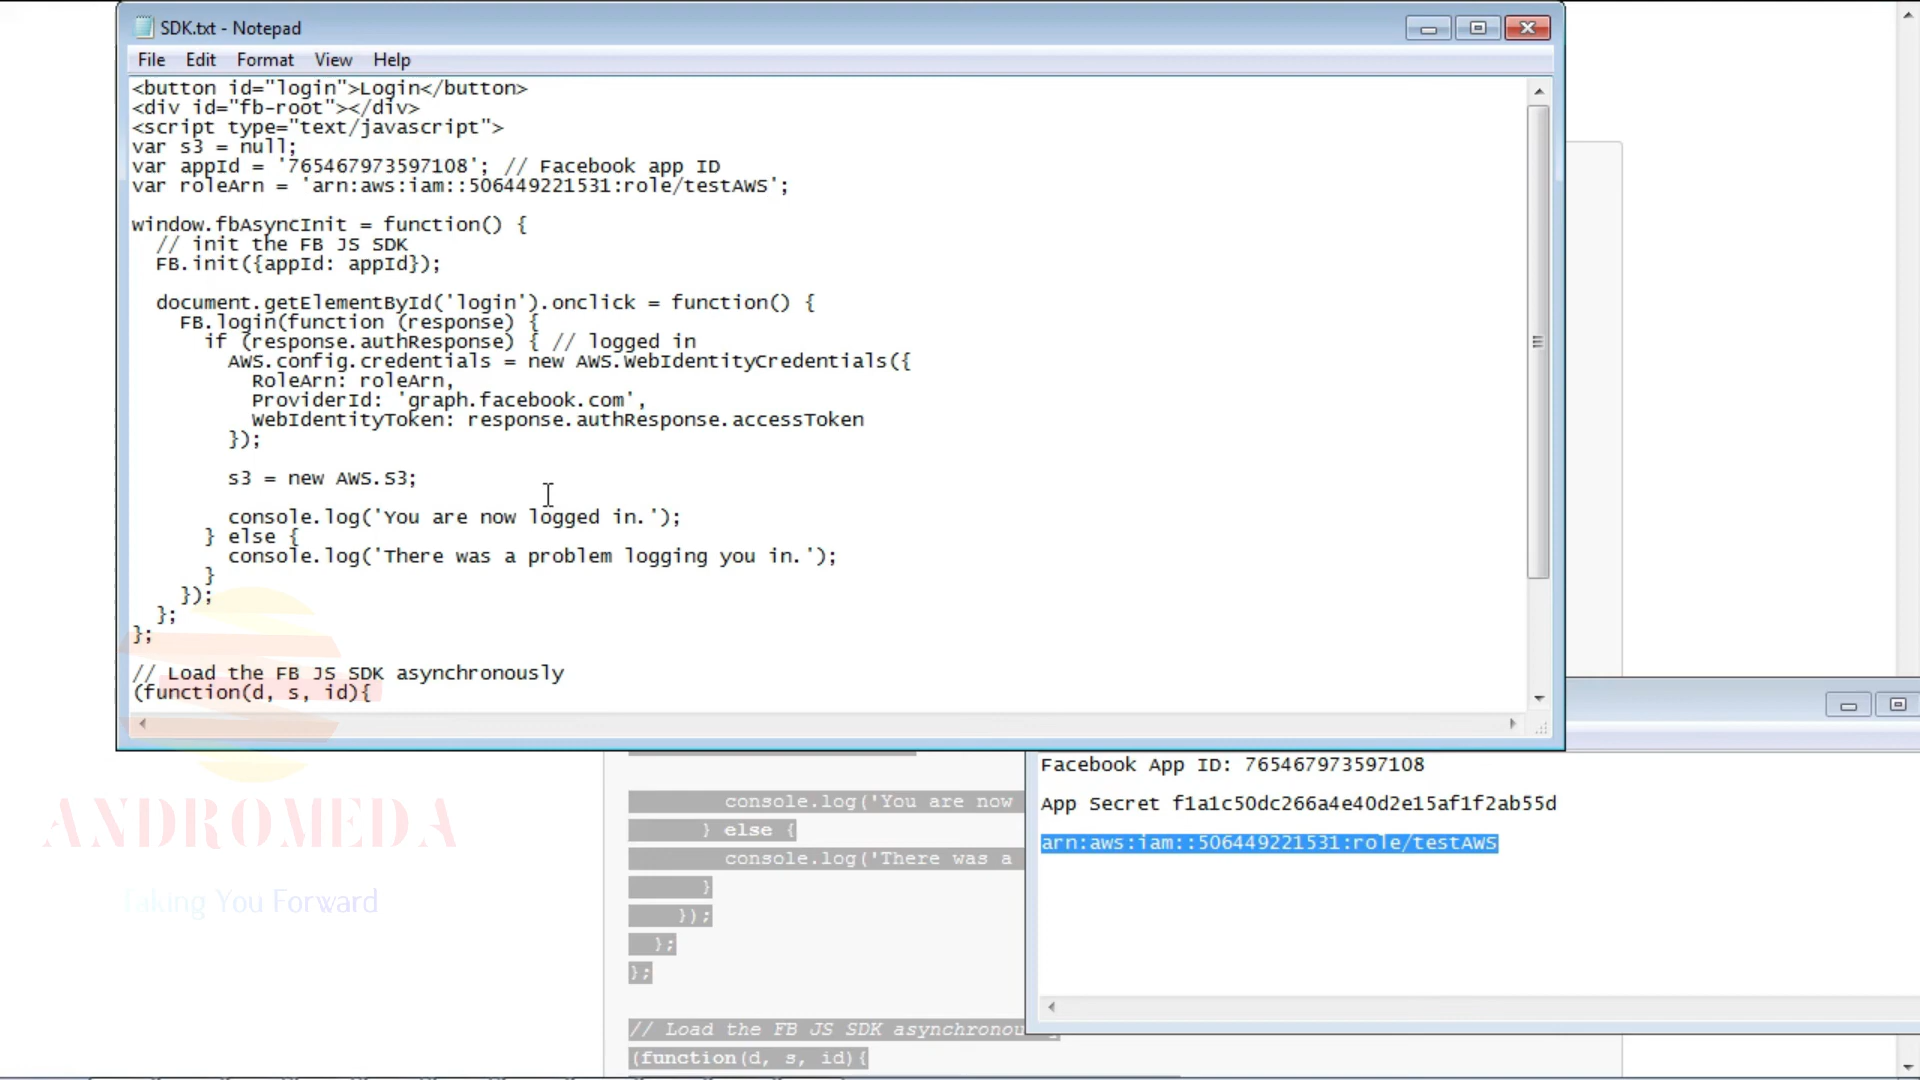 SDK.txt - Notepad
File Edit Format View Help
<button id="login">Login</button>
<div id="fb-root"></div>
<script type="text/javascript">
var s3 = null;
var appId = '765467973597108'; // Facebook app ID
var roleArn = 'arn:aws:iam::506449221531:role/testAWS';
window.fbAsyncInit = function() {
// init the FB JS SDK
FB.init({appId: appId});
document.getElementById('login').onclick = function() {
FB.login(function (response) {
if (response.authResponse) { // logged in
AWS.config.credentials = new AWS.WebIdentityCredentials({
RoleArn: roleArn,
ProviderId: 'graph.facebook.com',
WebIdentityToken: response.authResponse.accessToken
});
s3 = new AWS.S3;
console.log('You are now logged in.');
} else {
console.log('There was a problem logging you in.');
}
});
};
};
// Load the FB JS SDK asynchronously
(function(d, s, id){
Facebook App ID: 765467973597108
App Secret f1a1c50dc266a4e40d2e15af1f2ab55d
arn:aws:iam::506449221531:role/testAWS
console.log('You are now
} else {
console.log('There was a
}
});
};
};
// Load the FB JS SDK asynchronou
(function(d, s, id){
ANDROMEDA
Taking You Forward